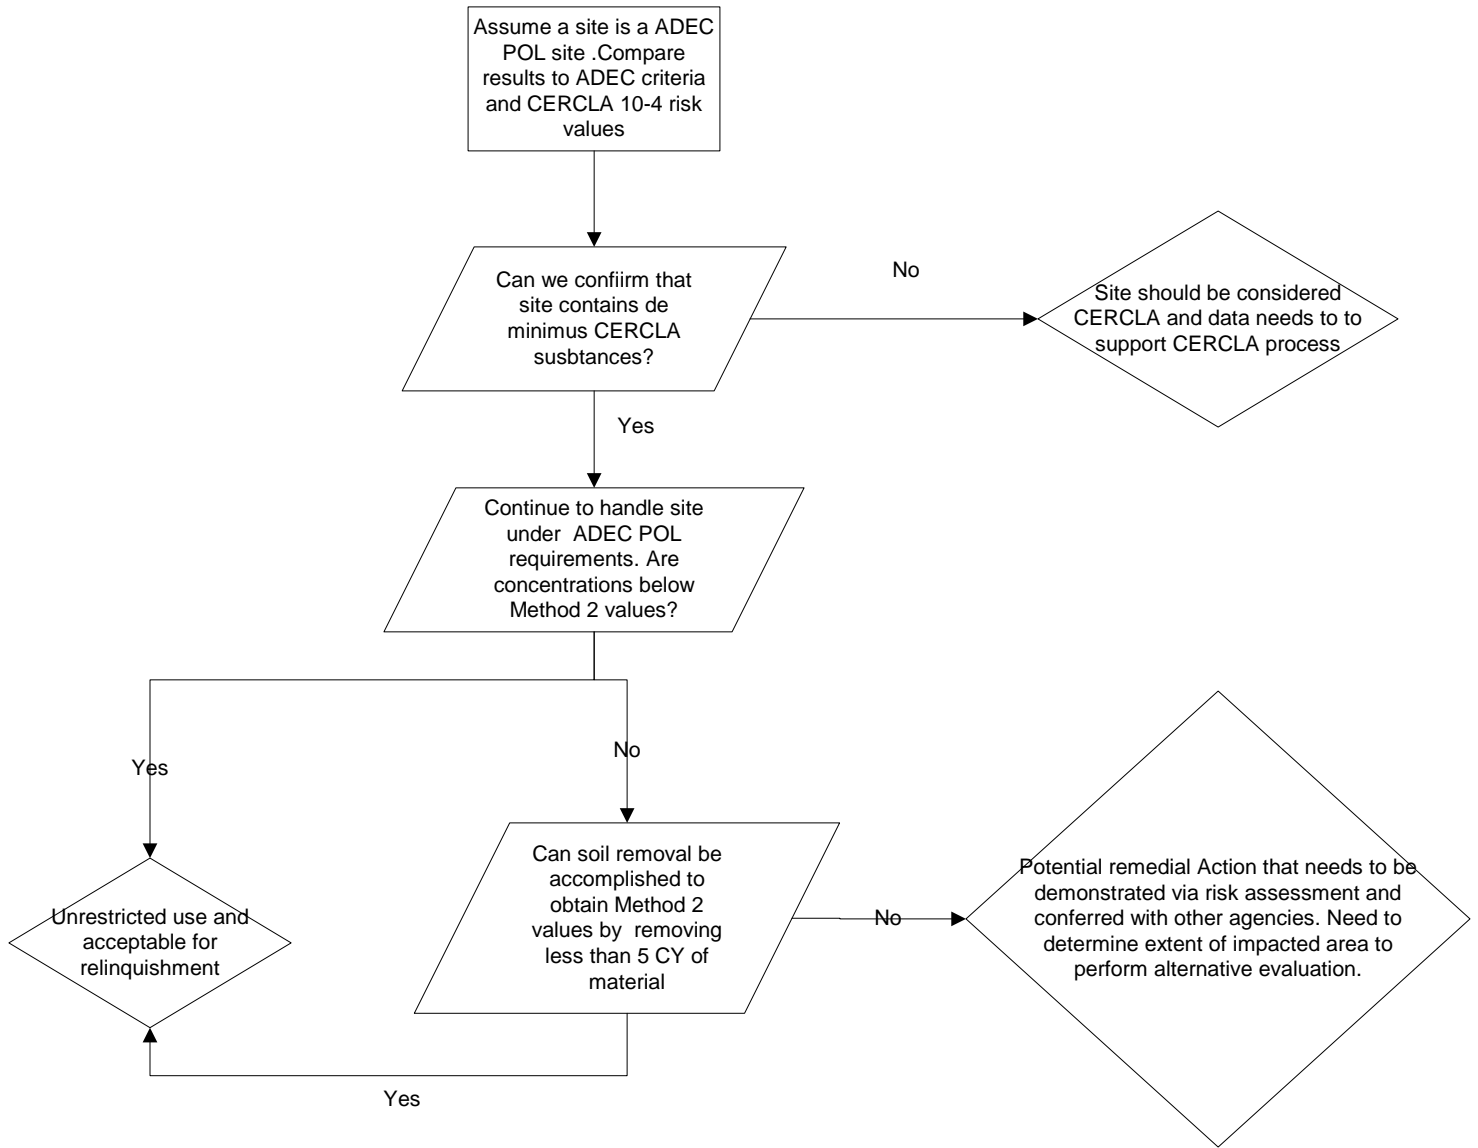 Assume a site is a ADEC
POL site .Compare
results to ADEC criteria
and CERCLA 10-4 risk
values
Can we confiirm that
site contains de
minimus CERCLA
susbtances?
No
Site should be considered
CERCLA and data needs to to
support CERCLA process
Yes
Continue to handle site
under ADEC POL
requirements. Are
concentrations below
Method 2 values?
Yes
No
Unrestricted use and
acceptable for
relinquishment
Can soil removal be
accomplished to
obtain Method 2
values by removing
less than 5 CY of
material
No
Potential remedial Action that needs to be
demonstrated via risk assessment and
conferred with other agencies. Need to
determine extent of impacted area to
perform alternative evaluation.
Yes